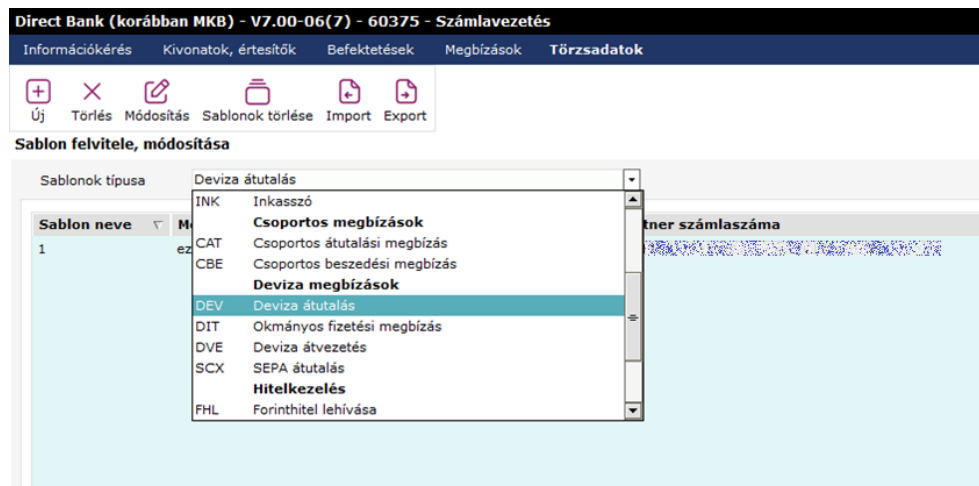 Direct Bank (korábban MKB) - V7.00-06(7) - 60375 - Számlavezetés
Információkérés Kivonatok, értesítők Befektetések Megbízások Törzsadatok
Új Törlés Módosítás Sablonok törlése Import Export
Sablon felvitele, módosítása
Sablonok típusa Deviza átutalás
Sablon neve tner számlaszáma
1
INK Inkasszó
Csoportos megbízások
CAT Csoportos átutalási megbízás
CBE Csoportos beszedési megbízás
Deviza megbízások
DEV Deviza átutalás
DIT Okmányos fizetési megbízás
DVE Deviza átvezetés
SCX SEPA átutalás
Hitelkezelés
FHL Forinthitel lehívása